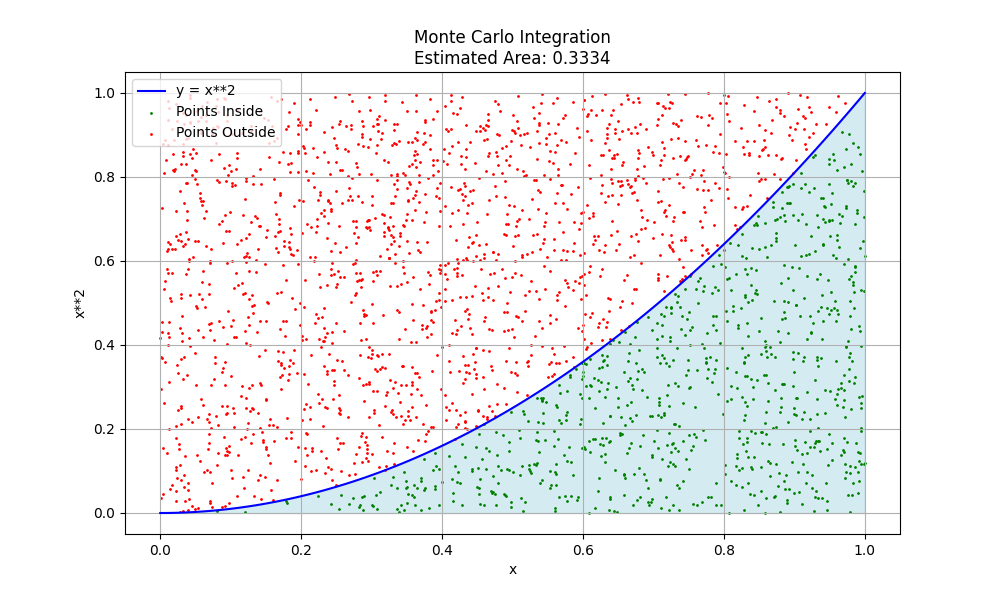 Monte Carlo Integration
Estimated Area: 0.3334
y = x**2
Points Inside
Points Outside
1.0
0.8
0.6
0.4
0.2
0.0
x**2
0.0 0.2 0.4 0.6 0.8 1.0
x